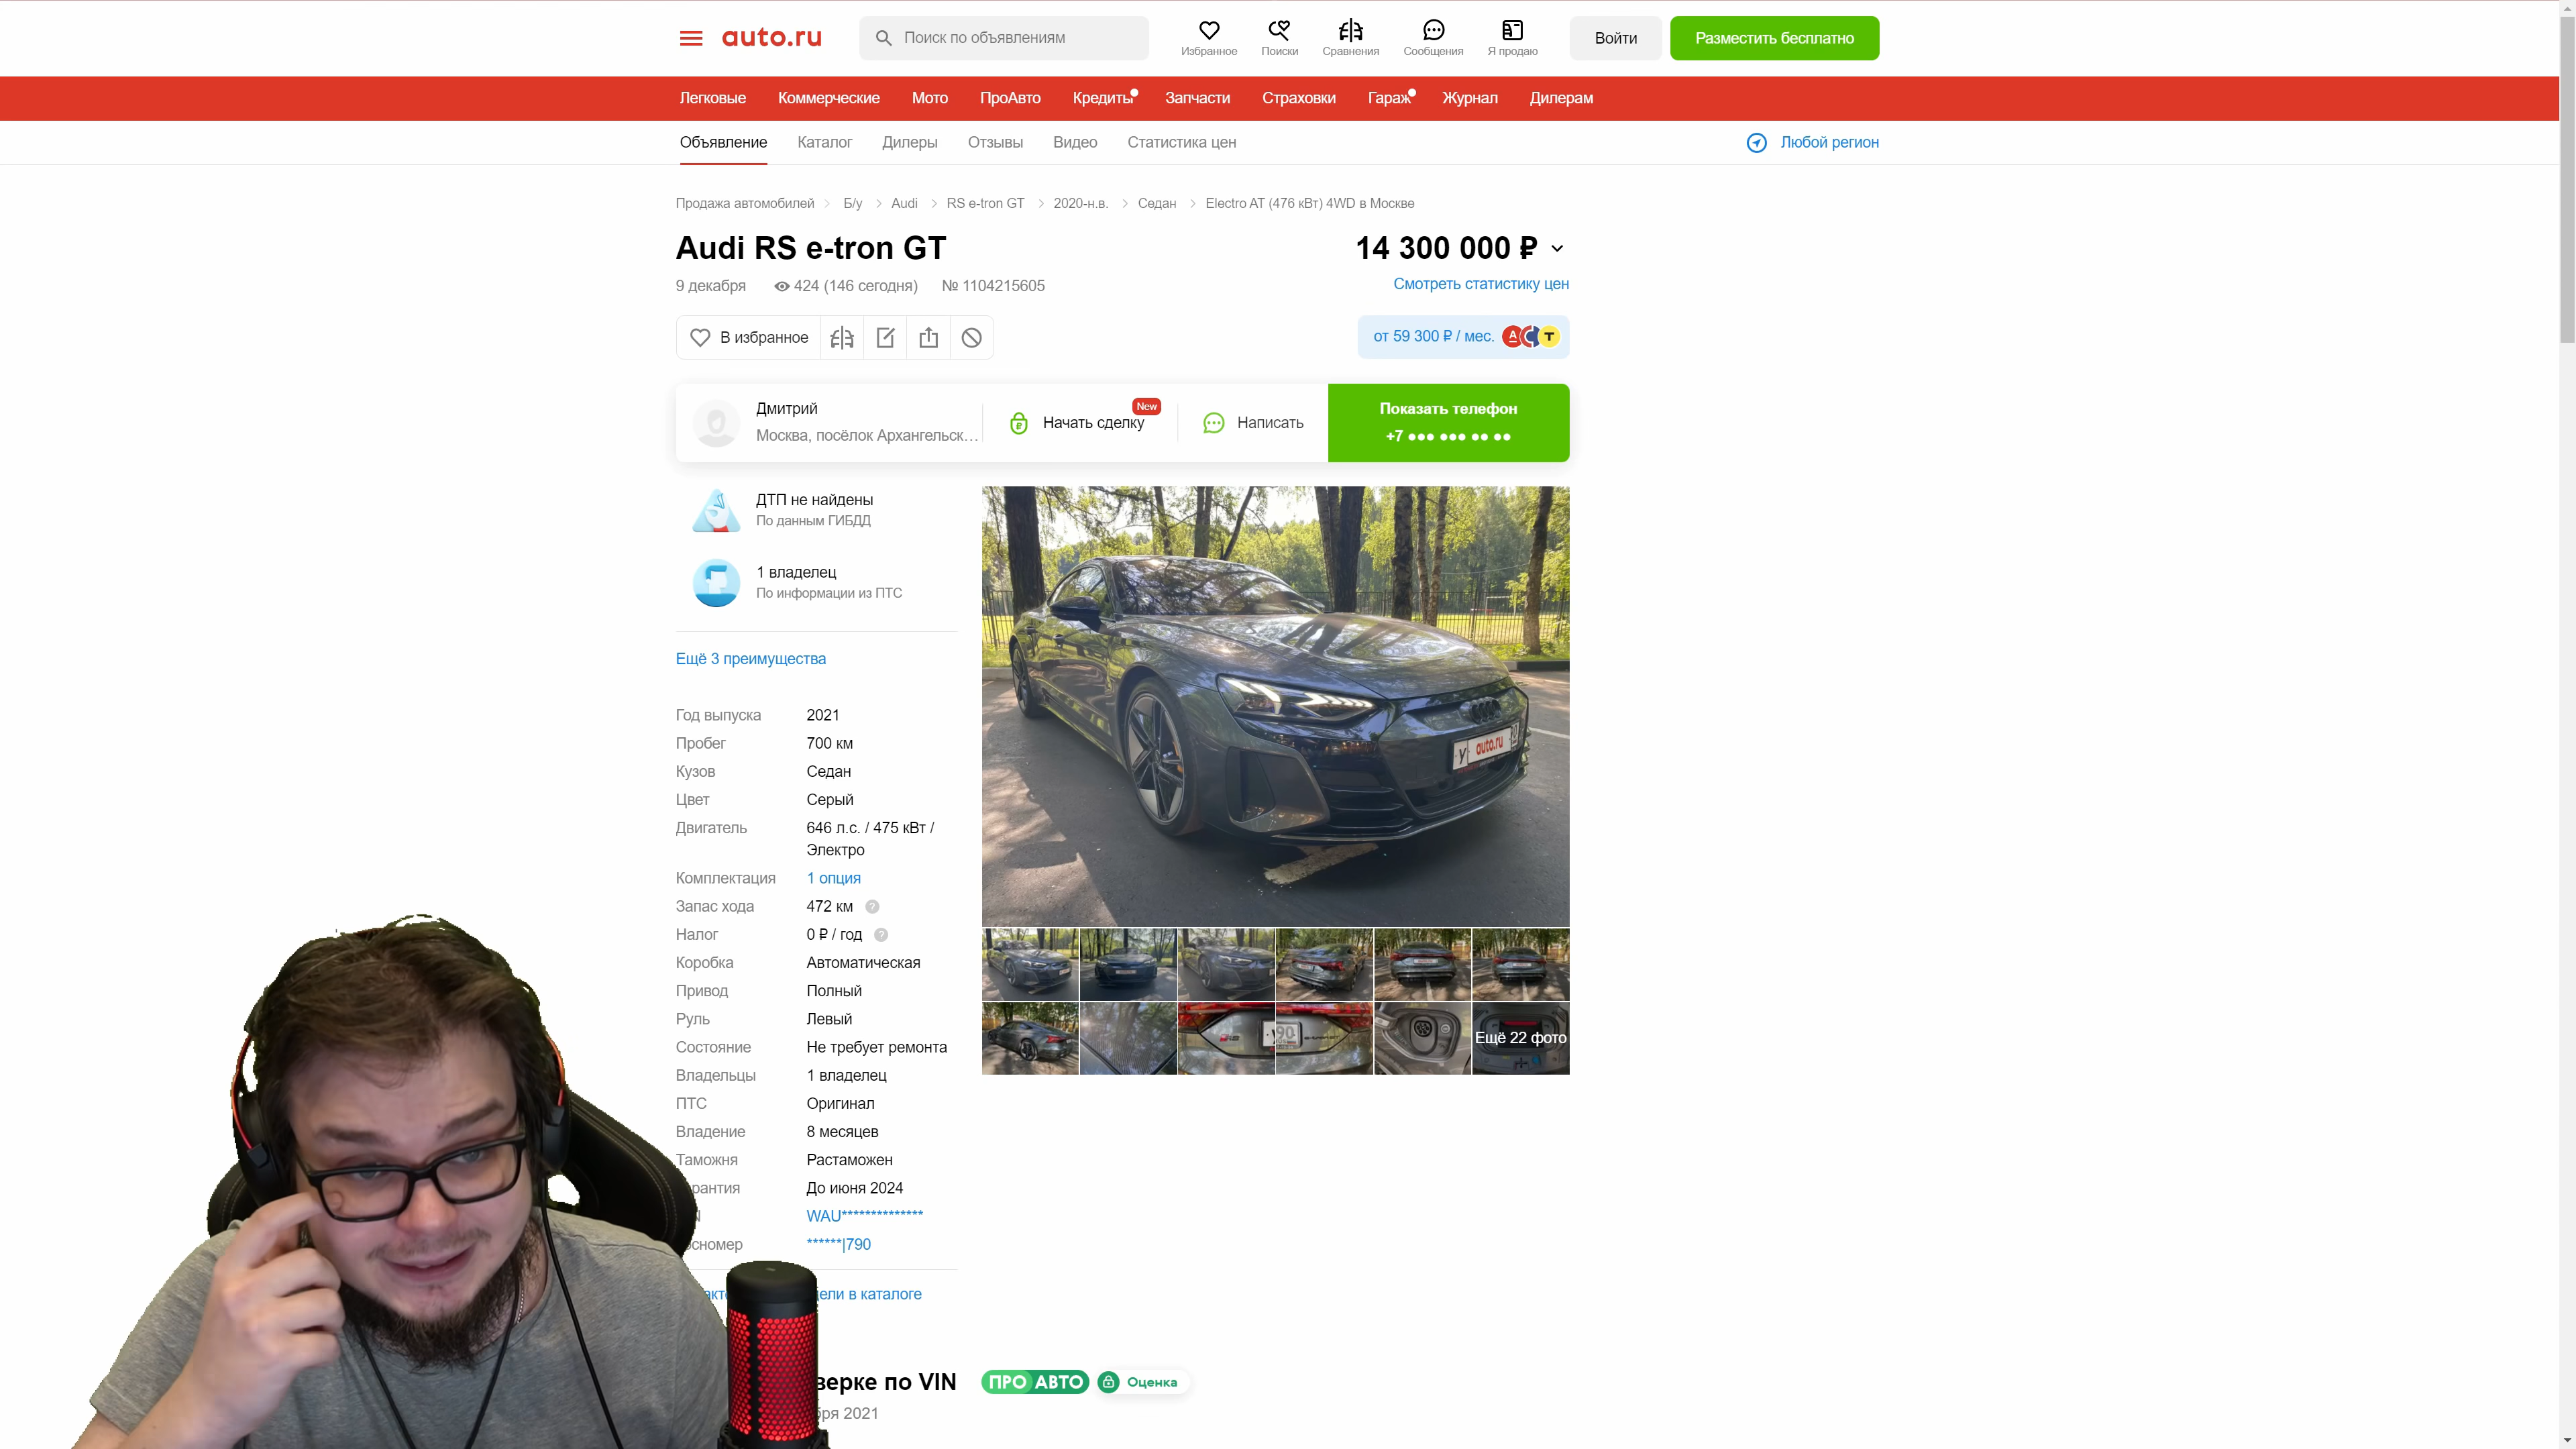 auto.ru
Поиск по объявлениям
Избранное
Поиски
Сравнения
Сообщения
Я продаю
Войти
Разместить бесплатно
Легковые Коммерческие Мото ПроАвто Кредиты Запчасти Страховки Гараж Журнал Дилерам
Объявление Каталог Дилеры Отзывы Видео Статистика цен
Любой регион
Продажа автомобилей > Б/у > Audi > RS e-tron GT > 2020-н.в. > Седан > Electro AT (476 кВт) 4WD в Москве
Audi RS e-tron GT
14 300 000 ₽
9 декабря 424 (146 сегодня) № 1104215605
Смотреть статистику цен
В избранное
от 59 300 ₽ / мес.
Дмитрий
Москва, посёлок Архангельск...
Начать сделку
New
Написать
Показать телефон
+7 ●●● ●●● ●● ●●
ДТП не найдены
По данным ГИБДД
1 владелец
По информации из ПТС
Ещё 3 преимущества
Год выпуска 2021
Пробег 700 км
Кузов Седан
Цвет Серый
Двигатель 646 л.с. / 475 кВт /
Электро
Комплектация 1 опция
Запас хода 472 км
Налог 0 ₽ / год
Коробка Автоматическая
Привод Полный
Руль Левый
Состояние Не требует ремонта
Владельцы 1 владелец
ПТС Оригинал
Владение 8 месяцев
Таможня Растаможен
рантия До июня 2024
WAU**************
сномер ******|790
дели в каталоге
верке по VIN
ПРО АВТО
Оценка
бря 2021
auto.ru
Ещё 22 фото